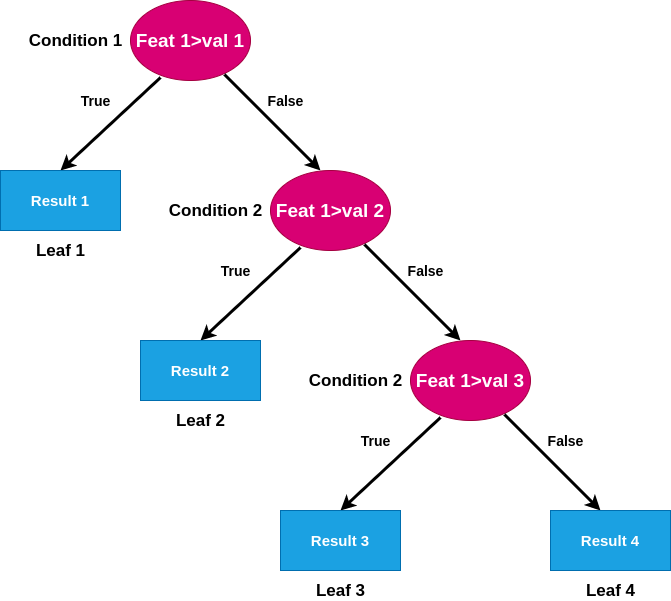 Condition 1
Feat 1>val 1
True
False
Result 1
Leaf 1
Condition 2
Feat 1>val 2
True
False
Result 2
Leaf 2
Condition 2
Feat 1>val 3
True
False
Result 3
Result 4
Leaf 3
Leaf 4